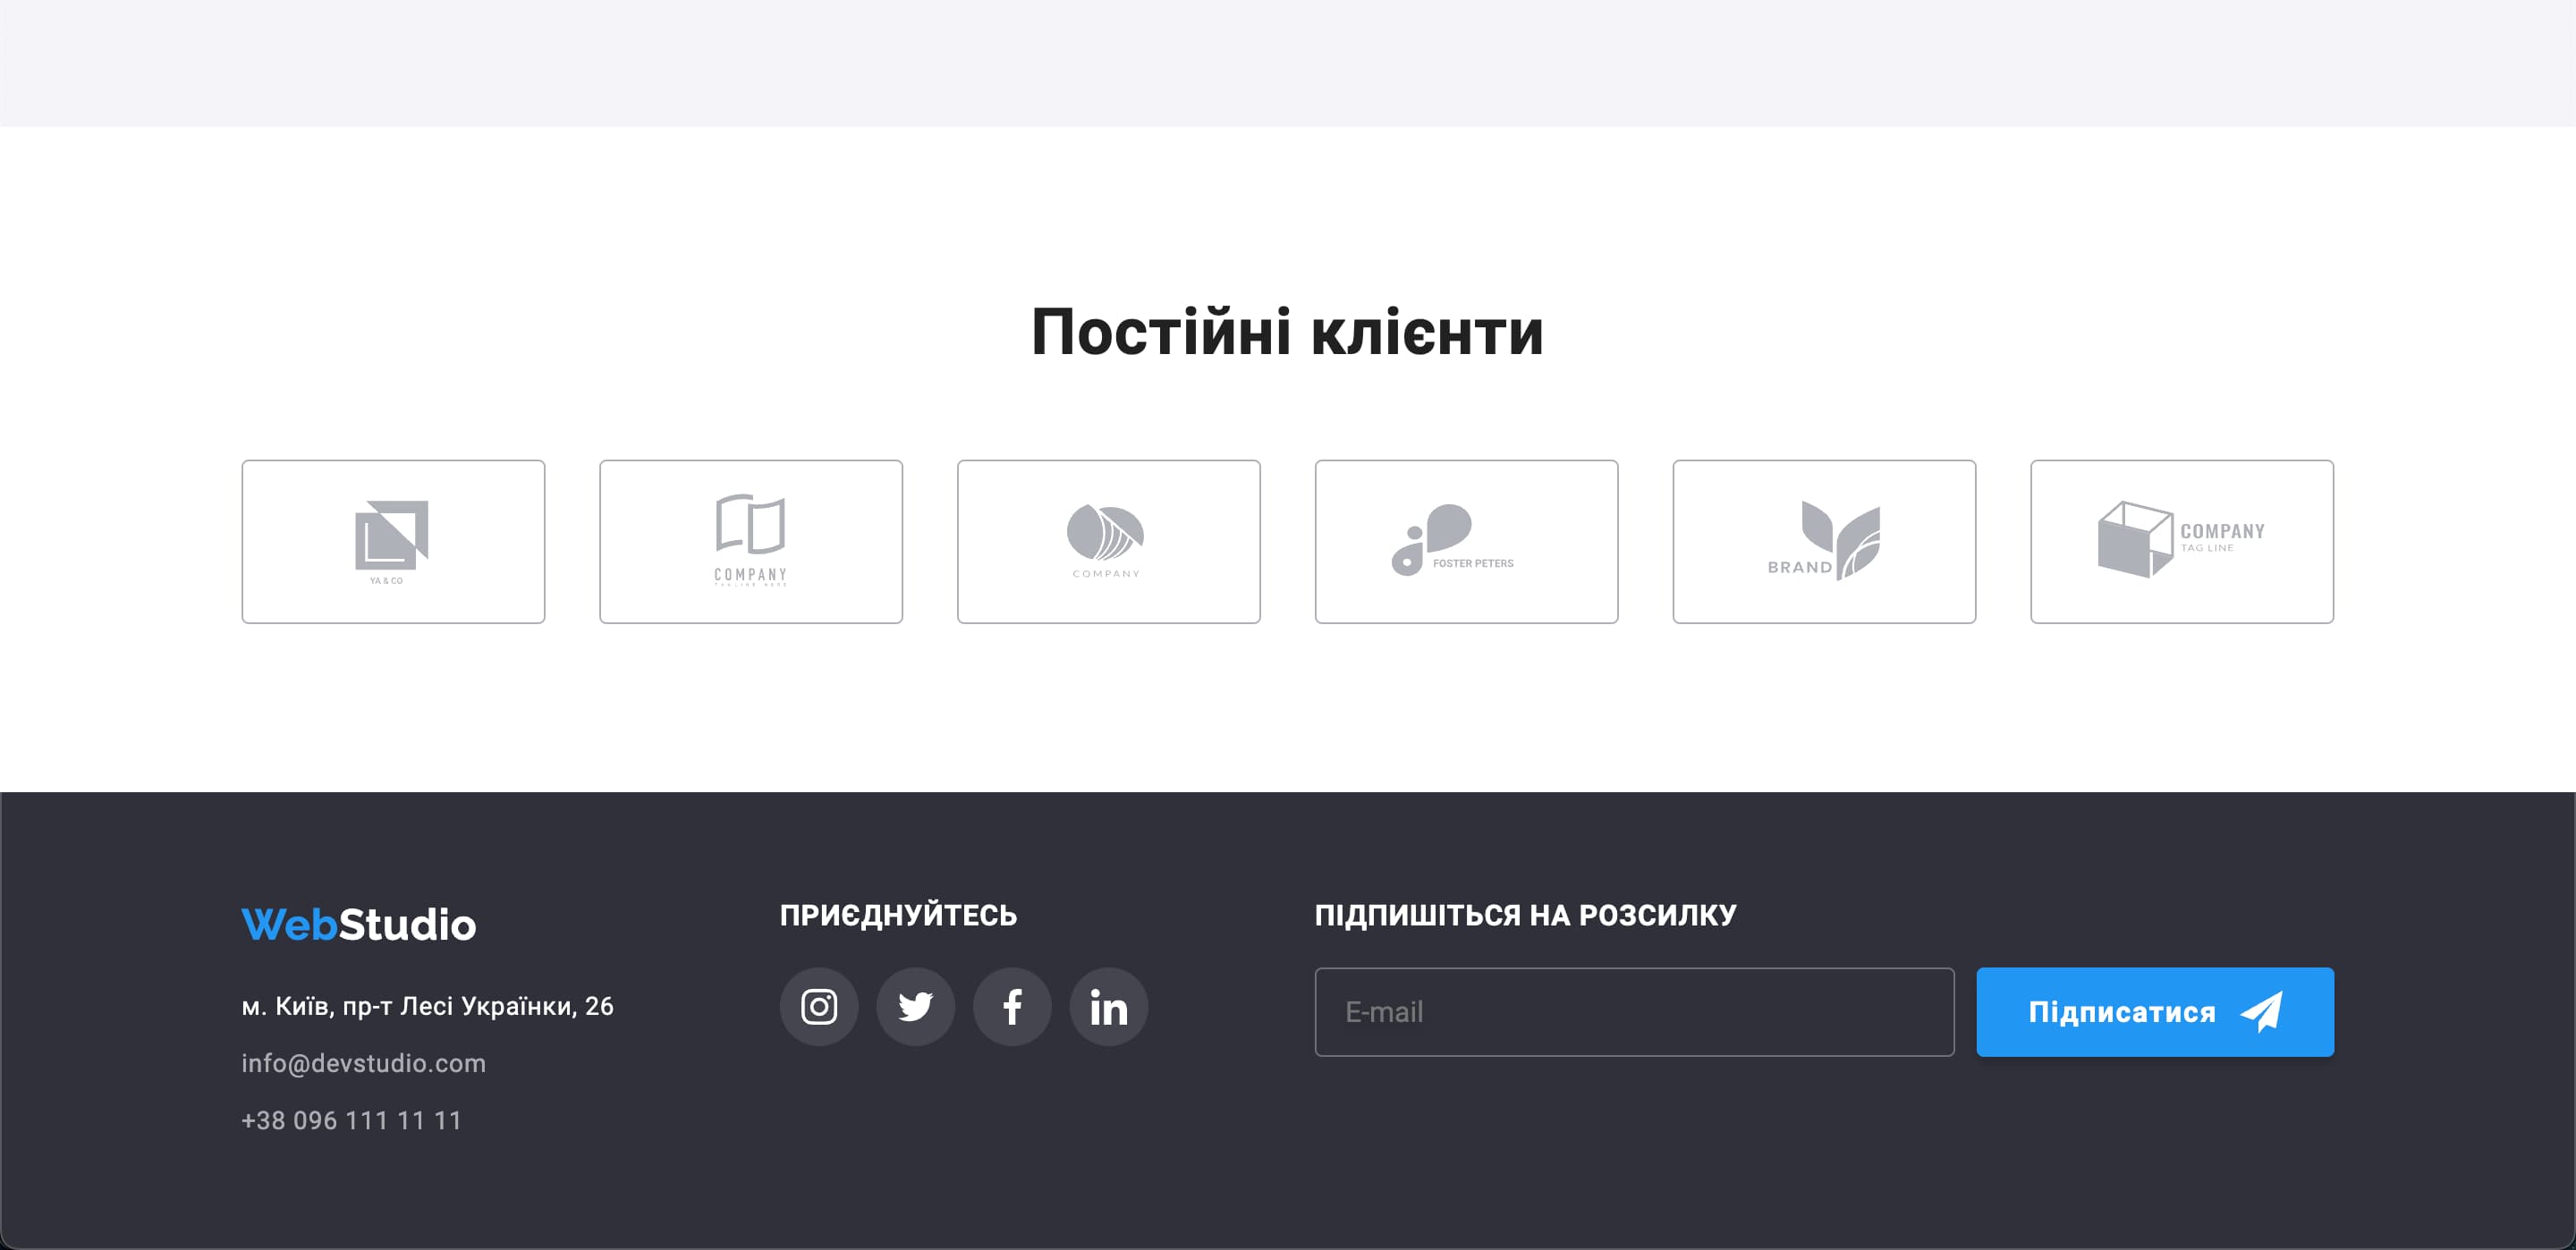 Постійні клієнти
YA & CO
COMPANY
COMPANY
FOSTER PETERS
BRAND
COMPANY
TAG LINE
WebStudio
м. Київ, пр-т Лесі Українки, 26
info@devstudio.com
+38 096 111 11 11
ПРИЄДНУЙТЕСЬ
ПІДПИШІТЬСЯ НА РОЗСИЛКУ
E-mail
Підписатися